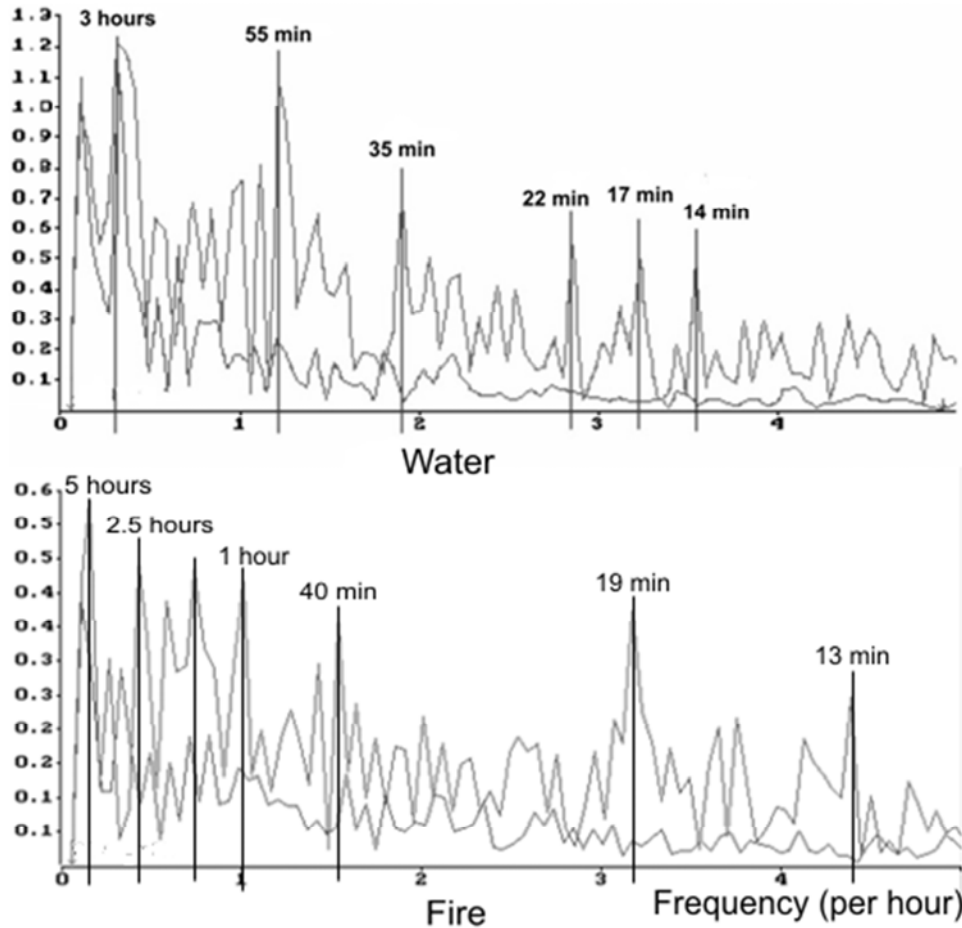 1.3
3 hours
55 min
1.2
1.1
1.0
0.9
35 min
0.8
0.7
22 min
17 min
14 min
0.6
0.5
0.4
0.3
0.2
0.1
0 1 2 3 4
Water
0.6
5 hours
0.5
2.5 hours
0.5
1 hour
0.4
40 min
19 min
0.4
0.3
13 min
0.3
0.2
0.2
0.1
0.1
0 1 2 3 4
Fire
Frequency (per hour)